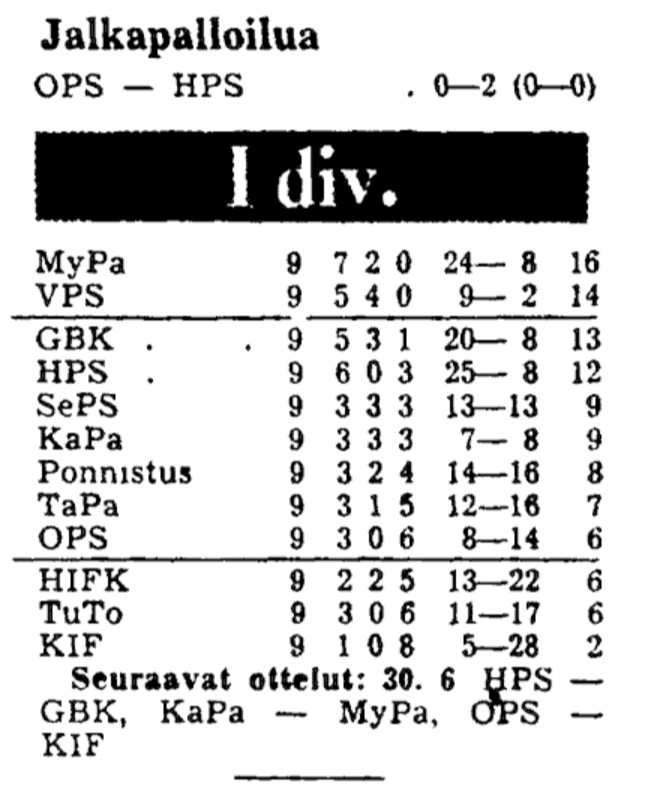 Jalkapalloilua
OPS — HPS . 0—2 (0—0)
I div.
MyPa 9 7 2 0 24— 8 16
VPS 9 5 4 0 9— 2 14
GBK . . 9 5 3 1 20— 8 13
HPS . 9 6 0 3 25— 8 12
SePS 9 3 3 3 13—13 9
KaPa 9 3 3 3 7— 8 9
Ponnistus 9 3 2 4 14—16 8
TaPa 9 3 1 5 12—16 7
OPS 9 3 0 6 8—14 6
HIFK 9 2 2 5 13—22 6
TuTo 9 3 0 6 11—17 6
KIF 9 1 0 8 5—28 2
Seuraavat ottelut: 30. 6 HPS —
GBK, KaPa — MyPa, OPS —
KIF